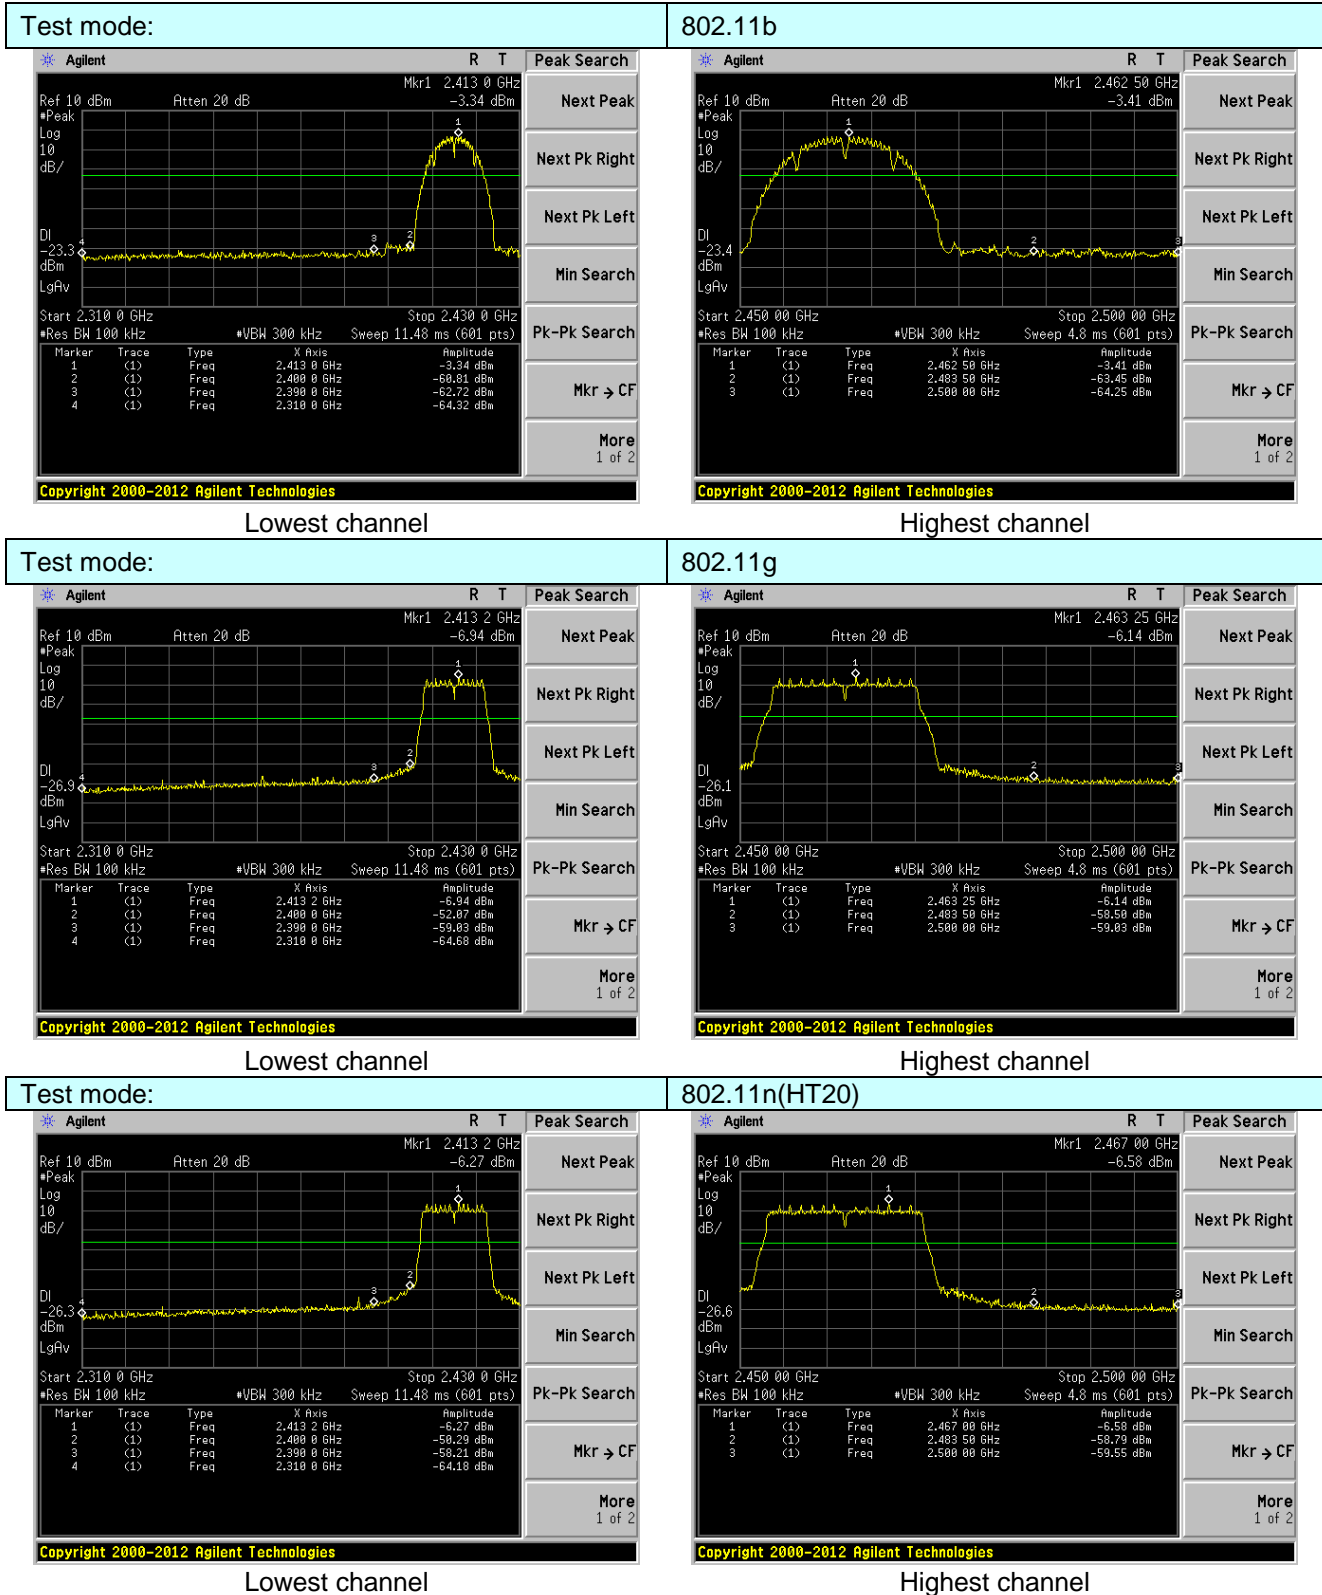 Test mode: 802.11b
Agilent R T Peak Search
Mkr1 2.413 0 GHz
Ref 10 dBm Atten 20 dB -3.34 dBm
#Peak
Log
10
dB/
1
2
3
4
DI
-23.3
dBm
LgAv
Start 2.310 0 GHz Stop 2.430 0 GHz
#Res BW 100 kHz #VBW 300 kHz Sweep 11.48 ms (601 pts)
Marker Trace Type X Axis Amplitude
1 (1) Freq 2.413 0 GHz -3.34 dBm
2 (1) Freq 2.400 0 GHz -60.81 dBm
3 (1) Freq 2.390 0 GHz -62.72 dBm
4 (1) Freq 2.310 0 GHz -64.32 dBm
Next Peak
Next Pk Right
Next Pk Left
Min Search
Pk-Pk Search
Mkr → CF
More
1 of 2
Copyright 2000-2012 Agilent Technologies
Lowest channel
Agilent R T Peak Search
Mkr1 2.462 50 GHz
Ref 10 dBm Atten 20 dB -3.41 dBm
#Peak
Log
10
dB/
1
2
3
DI
-23.4
dBm
LgAv
Start 2.450 00 GHz Stop 2.500 00 GHz
#Res BW 100 kHz #VBW 300 kHz Sweep 4.8 ms (601 pts)
Marker Trace Type X Axis Amplitude
1 (1) Freq 2.462 50 GHz -3.41 dBm
2 (1) Freq 2.483 50 GHz -63.45 dBm
3 (1) Freq 2.500 00 GHz -64.25 dBm
Next Peak
Next Pk Right
Next Pk Left
Min Search
Pk-Pk Search
Mkr → CF
More
1 of 2
Copyright 2000-2012 Agilent Technologies
Highest channel
Test mode: 802.11g
Agilent R T Peak Search
Mkr1 2.413 2 GHz
Ref 10 dBm Atten 20 dB -6.94 dBm
#Peak
Log
10
dB/
1
2
3
4
DI
-26.9
dBm
LgAv
Start 2.310 0 GHz Stop 2.430 0 GHz
#Res BW 100 kHz #VBW 300 kHz Sweep 11.48 ms (601 pts)
Marker Trace Type X Axis Amplitude
1 (1) Freq 2.413 2 GHz -6.94 dBm
2 (1) Freq 2.400 0 GHz -52.07 dBm
3 (1) Freq 2.390 0 GHz -59.03 dBm
4 (1) Freq 2.310 0 GHz -64.68 dBm
Next Peak
Next Pk Right
Next Pk Left
Min Search
Pk-Pk Search
Mkr → CF
More
1 of 2
Copyright 2000-2012 Agilent Technologies
Lowest channel
Agilent R T Peak Search
Mkr1 2.463 25 GHz
Ref 10 dBm Atten 20 dB -6.14 dBm
#Peak
Log
10
dB/
1
2
3
DI
-26.1
dBm
LgAv
Start 2.450 00 GHz Stop 2.500 00 GHz
#Res BW 100 kHz #VBW 300 kHz Sweep 4.8 ms (601 pts)
Marker Trace Type X Axis Amplitude
1 (1) Freq 2.463 25 GHz -6.14 dBm
2 (1) Freq 2.483 50 GHz -58.50 dBm
3 (1) Freq 2.500 00 GHz -59.03 dBm
Next Peak
Next Pk Right
Next Pk Left
Min Search
Pk-Pk Search
Mkr → CF
More
1 of 2
Copyright 2000-2012 Agilent Technologies
Highest channel
Test mode: 802.11n(HT20)
Agilent R T Peak Search
Mkr1 2.413 2 GHz
Ref 10 dBm Atten 20 dB -6.27 dBm
#Peak
Log
10
dB/
1
2
3
4
DI
-26.3
dBm
LgAv
Start 2.310 0 GHz Stop 2.430 0 GHz
#Res BW 100 kHz #VBW 300 kHz Sweep 11.48 ms (601 pts)
Marker Trace Type X Axis Amplitude
1 (1) Freq 2.413 2 GHz -6.27 dBm
2 (1) Freq 2.400 0 GHz -50.29 dBm
3 (1) Freq 2.390 0 GHz -58.21 dBm
4 (1) Freq 2.310 0 GHz -64.18 dBm
Next Peak
Next Pk Right
Next Pk Left
Min Search
Pk-Pk Search
Mkr → CF
More
1 of 2
Copyright 2000-2012 Agilent Technologies
Lowest channel
Agilent R T Peak Search
Mkr1 2.467 00 GHz
Ref 10 dBm Atten 20 dB -6.58 dBm
#Peak
Log
10
dB/
1
2
3
DI
-26.6
dBm
LgAv
Start 2.450 00 GHz Stop 2.500 00 GHz
#Res BW 100 kHz #VBW 300 kHz Sweep 4.8 ms (601 pts)
Marker Trace Type X Axis Amplitude
1 (1) Freq 2.467 00 GHz -6.58 dBm
2 (1) Freq 2.483 50 GHz -58.79 dBm
3 (1) Freq 2.500 00 GHz -59.55 dBm
Next Peak
Next Pk Right
Next Pk Left
Min Search
Pk-Pk Search
Mkr → CF
More
1 of 2
Copyright 2000-2012 Agilent Technologies
Highest channel